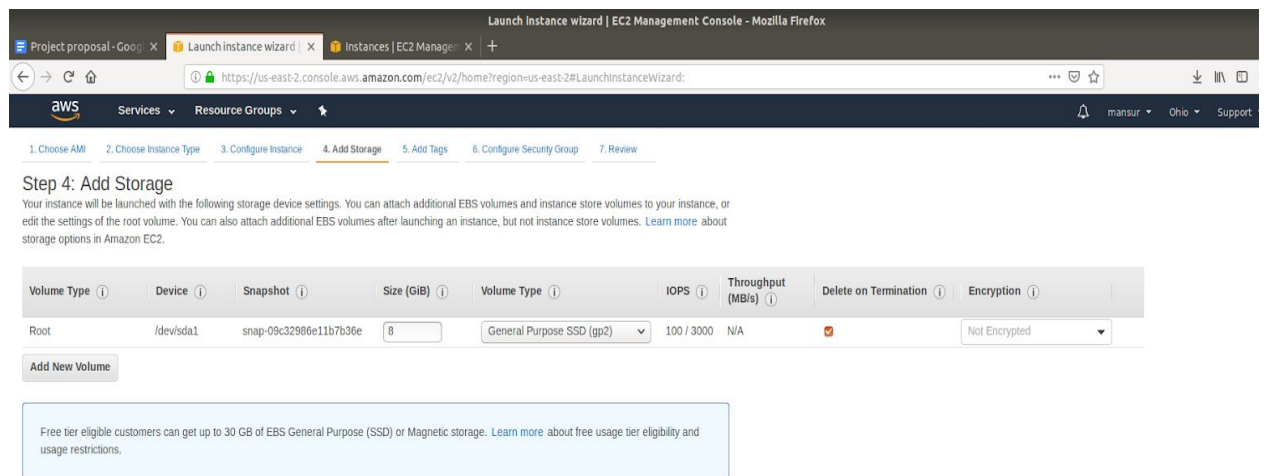 Launch instance wizard | EC2 Management Console - Mozilla Firefox
Project proposal - Googl
Launch instance wizard |
Instances | EC2 Managem
https://us-east-2.console.aws.amazon.com/ec2/v2/home?region=us-east-2#LaunchInstanceWizard:
aws Services Resource Groups mansur Ohio Support
1. Choose AMI 2. Choose Instance Type 3. Configure Instance 4. Add Storage 5. Add Tags 6. Configure Security Group 7. Review
Step 4: Add Storage
Your instance will be launched with the following storage device settings. You can attach additional EBS volumes and instance store volumes to your instance, or
edit the settings of the root volume. You can also attach additional EBS volumes after launching an instance, but not instance store volumes. Learn more about
storage options in Amazon EC2.
Volume Type Device Snapshot Size (GiB) Volume Type IOPS Throughput (MB/s) Delete on Termination Encryption
Root /dev/sda1 snap-09c32986e11b7b36e 8 General Purpose SSD (gp2) 100 / 3000 N/A Not Encrypted
Add New Volume
Free tier eligible customers can get up to 30 GB of EBS General Purpose (SSD) or Magnetic storage. Learn more about free usage tier eligibility and
usage restrictions.